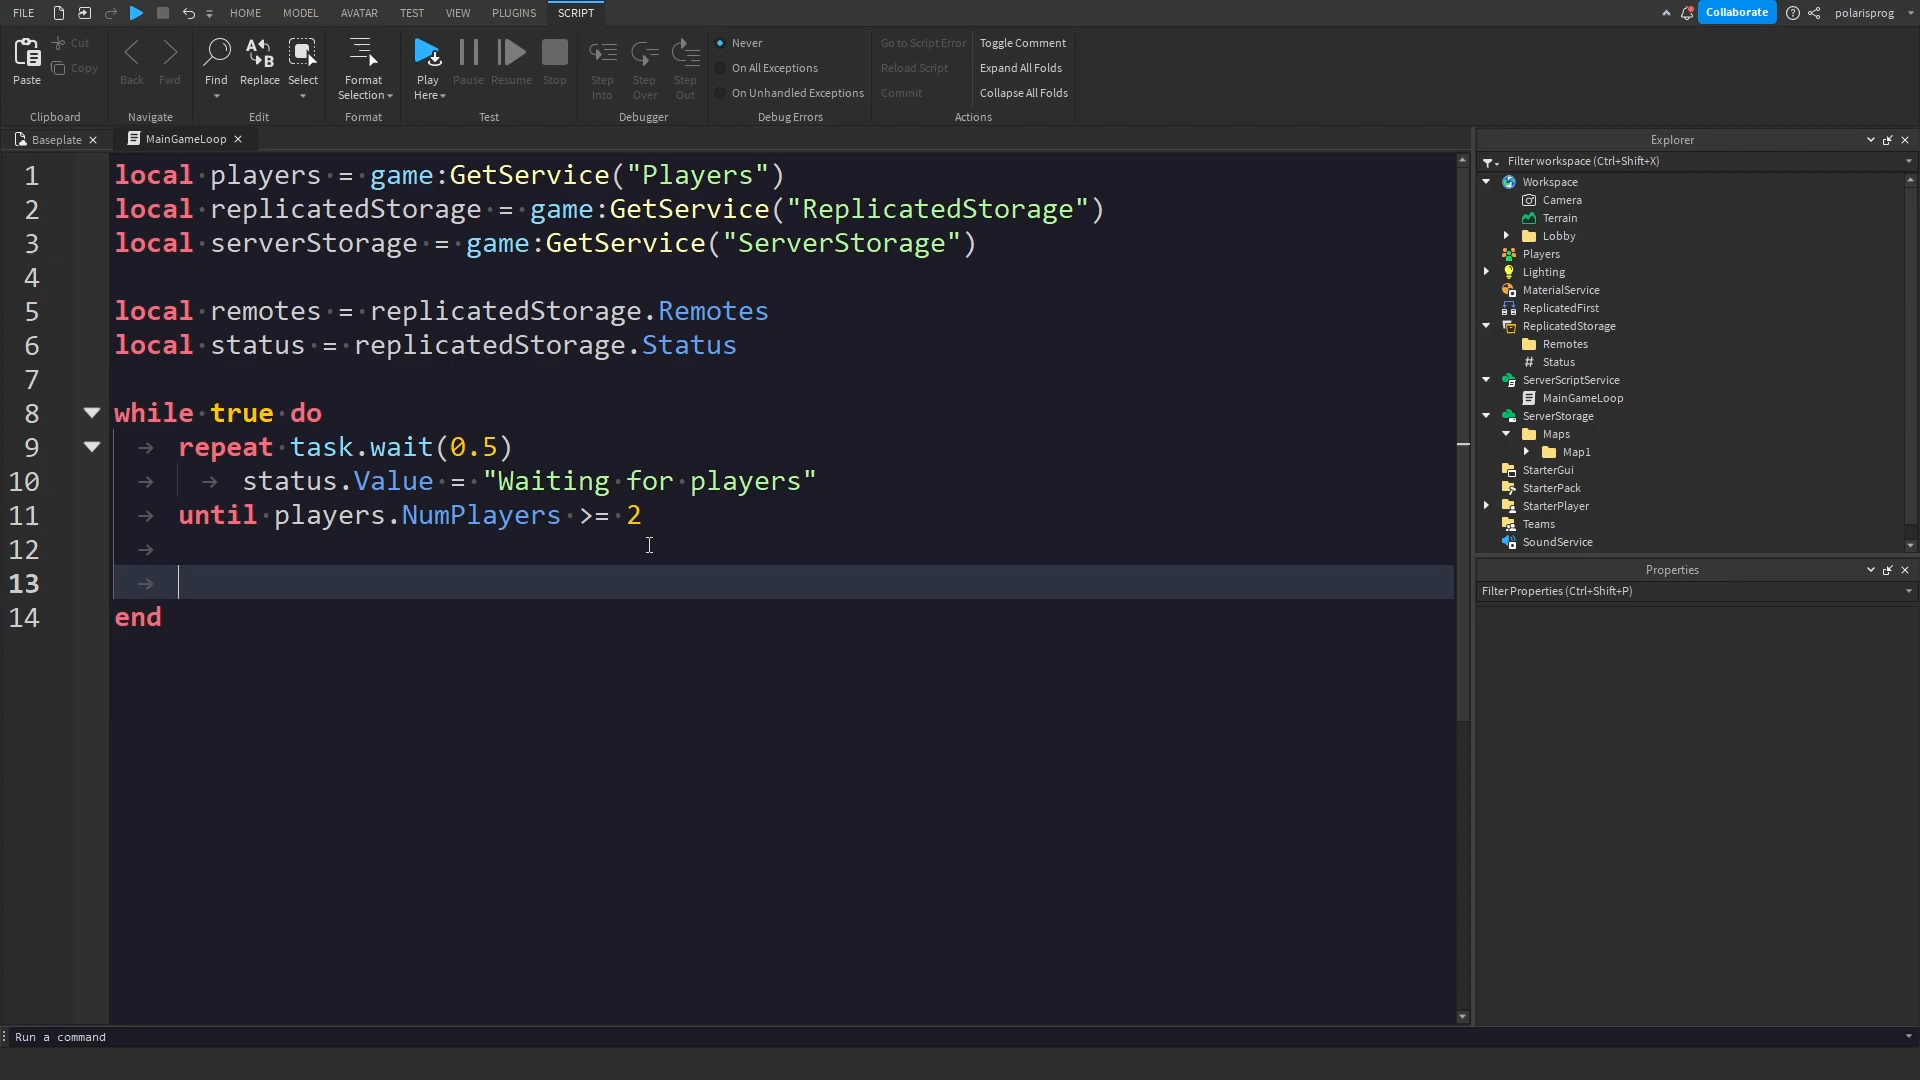 FILE HOME MODEL AVATAR TEST VIEW PLUGINS SCRIPT Collaborate polarisprog
Paste Cut Copy
Back Fwd
Find Replace Select
Format Selection
Play Here Pause Resume Stop
Step Into Step Over Step Out
Never
On All Exceptions
On Unhandled Exceptions
Go to Script Error
Reload Script
Commit
Toggle Comment
Expand All Folds
Collapse All Folds
Clipboard Navigate Edit Format Test Debugger Debug Errors Actions
Baseplate MainGameLoop
1 local players = game:GetService("Players")
2 local replicatedStorage = game:GetService("ReplicatedStorage")
3 local serverStorage = game:GetService("ServerStorage")
4
5 local remotes = replicatedStorage.Remotes
6 local status = replicatedStorage.Status
7
8 while true do
9 repeat task.wait(0.5)
10 status.Value = "Waiting for players"
11 until players.NumPlayers >= 2
12
13
14 end
Explorer
Filter workspace (Ctrl+Shift+X)
Workspace
Camera
Terrain
Lobby
Players
Lighting
MaterialService
ReplicatedFirst
ReplicatedStorage
Remotes
# Status
ServerScriptService
MainGameLoop
ServerStorage
Maps
Map1
StarterGui
StarterPack
StarterPlayer
Teams
SoundService
Properties
Filter Properties (Ctrl+Shift+P)
Run a command